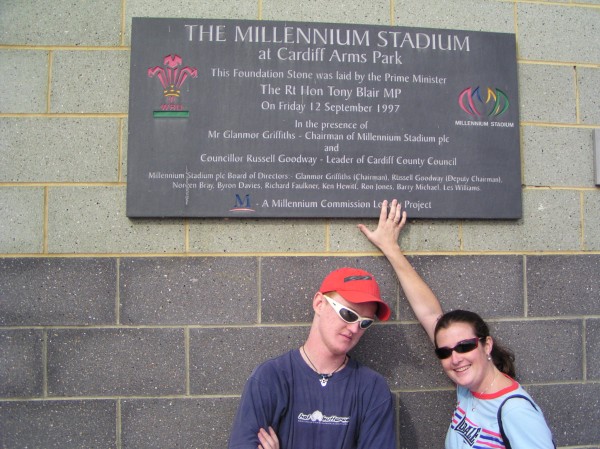 THE MILLENNIUM STADIUM
at Cardiff Arms Park
This Foundation Stone was laid by the Prime Minister
The Rt Hon Tony Blair MP
On Friday 12 September 1997
WRU
MILLENNIUM STADIUM
In the presence of
Mr Glanmor Griffiths - Chairman of Millennium Stadium plc
and
Councillor Russell Goodway - Leader of Cardiff County Council
Millennium Stadium plc Board of Directors - Glanmor Griffiths (Chairman), Russell Goodway (Deputy Chairman),
Noreen Bray, Byron Davies, Richard Faulkner, Ken Hewitt, Ron Jones, Barry Michael, Les Williams.
M - A Millennium Commission Lottery Project